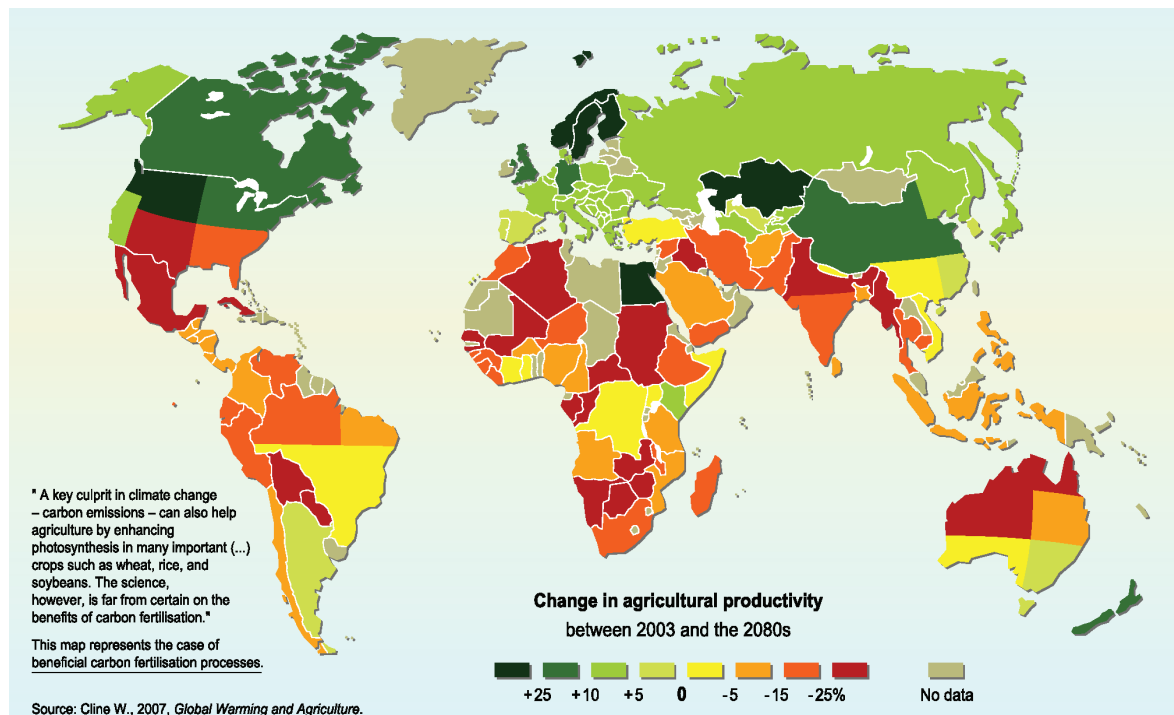 " A key culprit in climate change
– carbon emissions – can also help
agriculture by enhancing
photosynthesis in many important (...)
crops such as wheat, rice, and
soybeans. The science,
however, is far from certain on the
benefits of carbon fertilisation."
This map represents the case of
beneficial carbon fertilisation processes.
Source: Cline W., 2007, Global Warming and Agriculture.
Change in agricultural productivity
between 2003 and the 2080s
+25 +10 +5 0 -5 -15 -25% No data